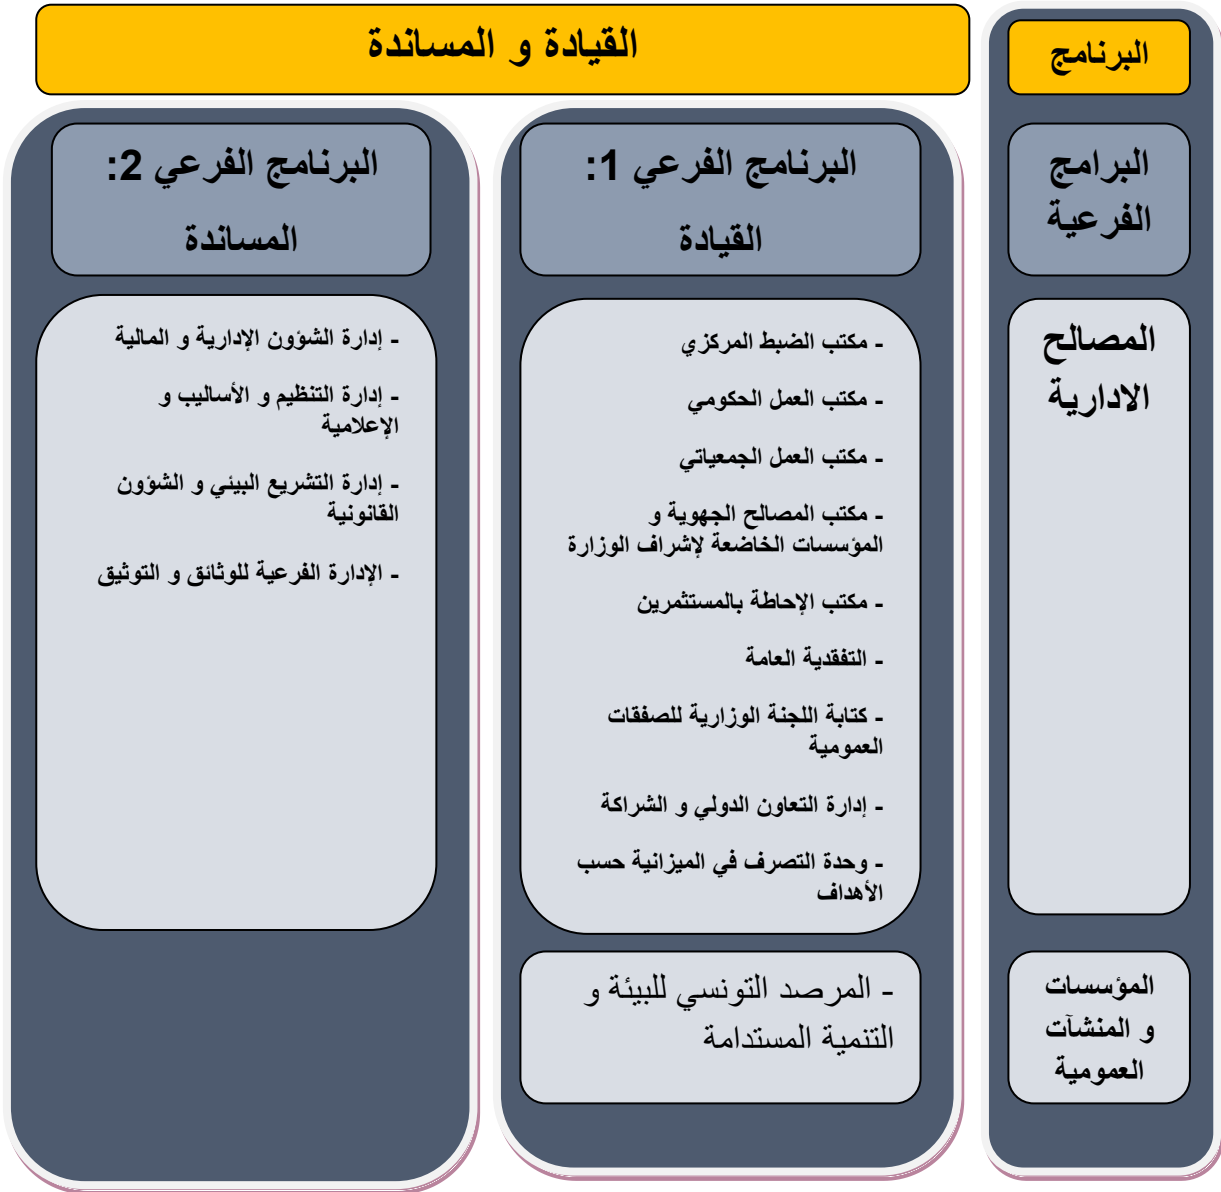 البرنامج
القيادة و المساندة
البرامج
الفرعية
البرنامج الفرعي 1:
القيادة
البرنامج الفرعي 2:
المساندة
المصالح
الادارية
- مكتب الضبط المركزي
- مكتب العمل الحكومي
- مكتب العمل الجمعياتي
- مكتب المصالح الجهوية و
المؤسسات الخاضعة لإشراف الوزارة
- مكتب الإحاطة بالمستثمرين
- التفقدية العامة
- كتابة اللجنة الوزارية للصفقات
العمومية
- إدارة التعاون الدولي و الشراكة
- وحدة التصرف في الميزانية حسب
الأهداف
- إدارة الشؤون الإدارية و المالية
- إدارة التنظيم و الأساليب و
الإعلامية
- إدارة التشريع البيئي و الشؤون
القانونية
- الإدارة الفرعية للوثائق و التوثيق
المؤسسات
و المنشآت
العمومية
- المرصد التونسي للبيئة و
التنمية المستدامة